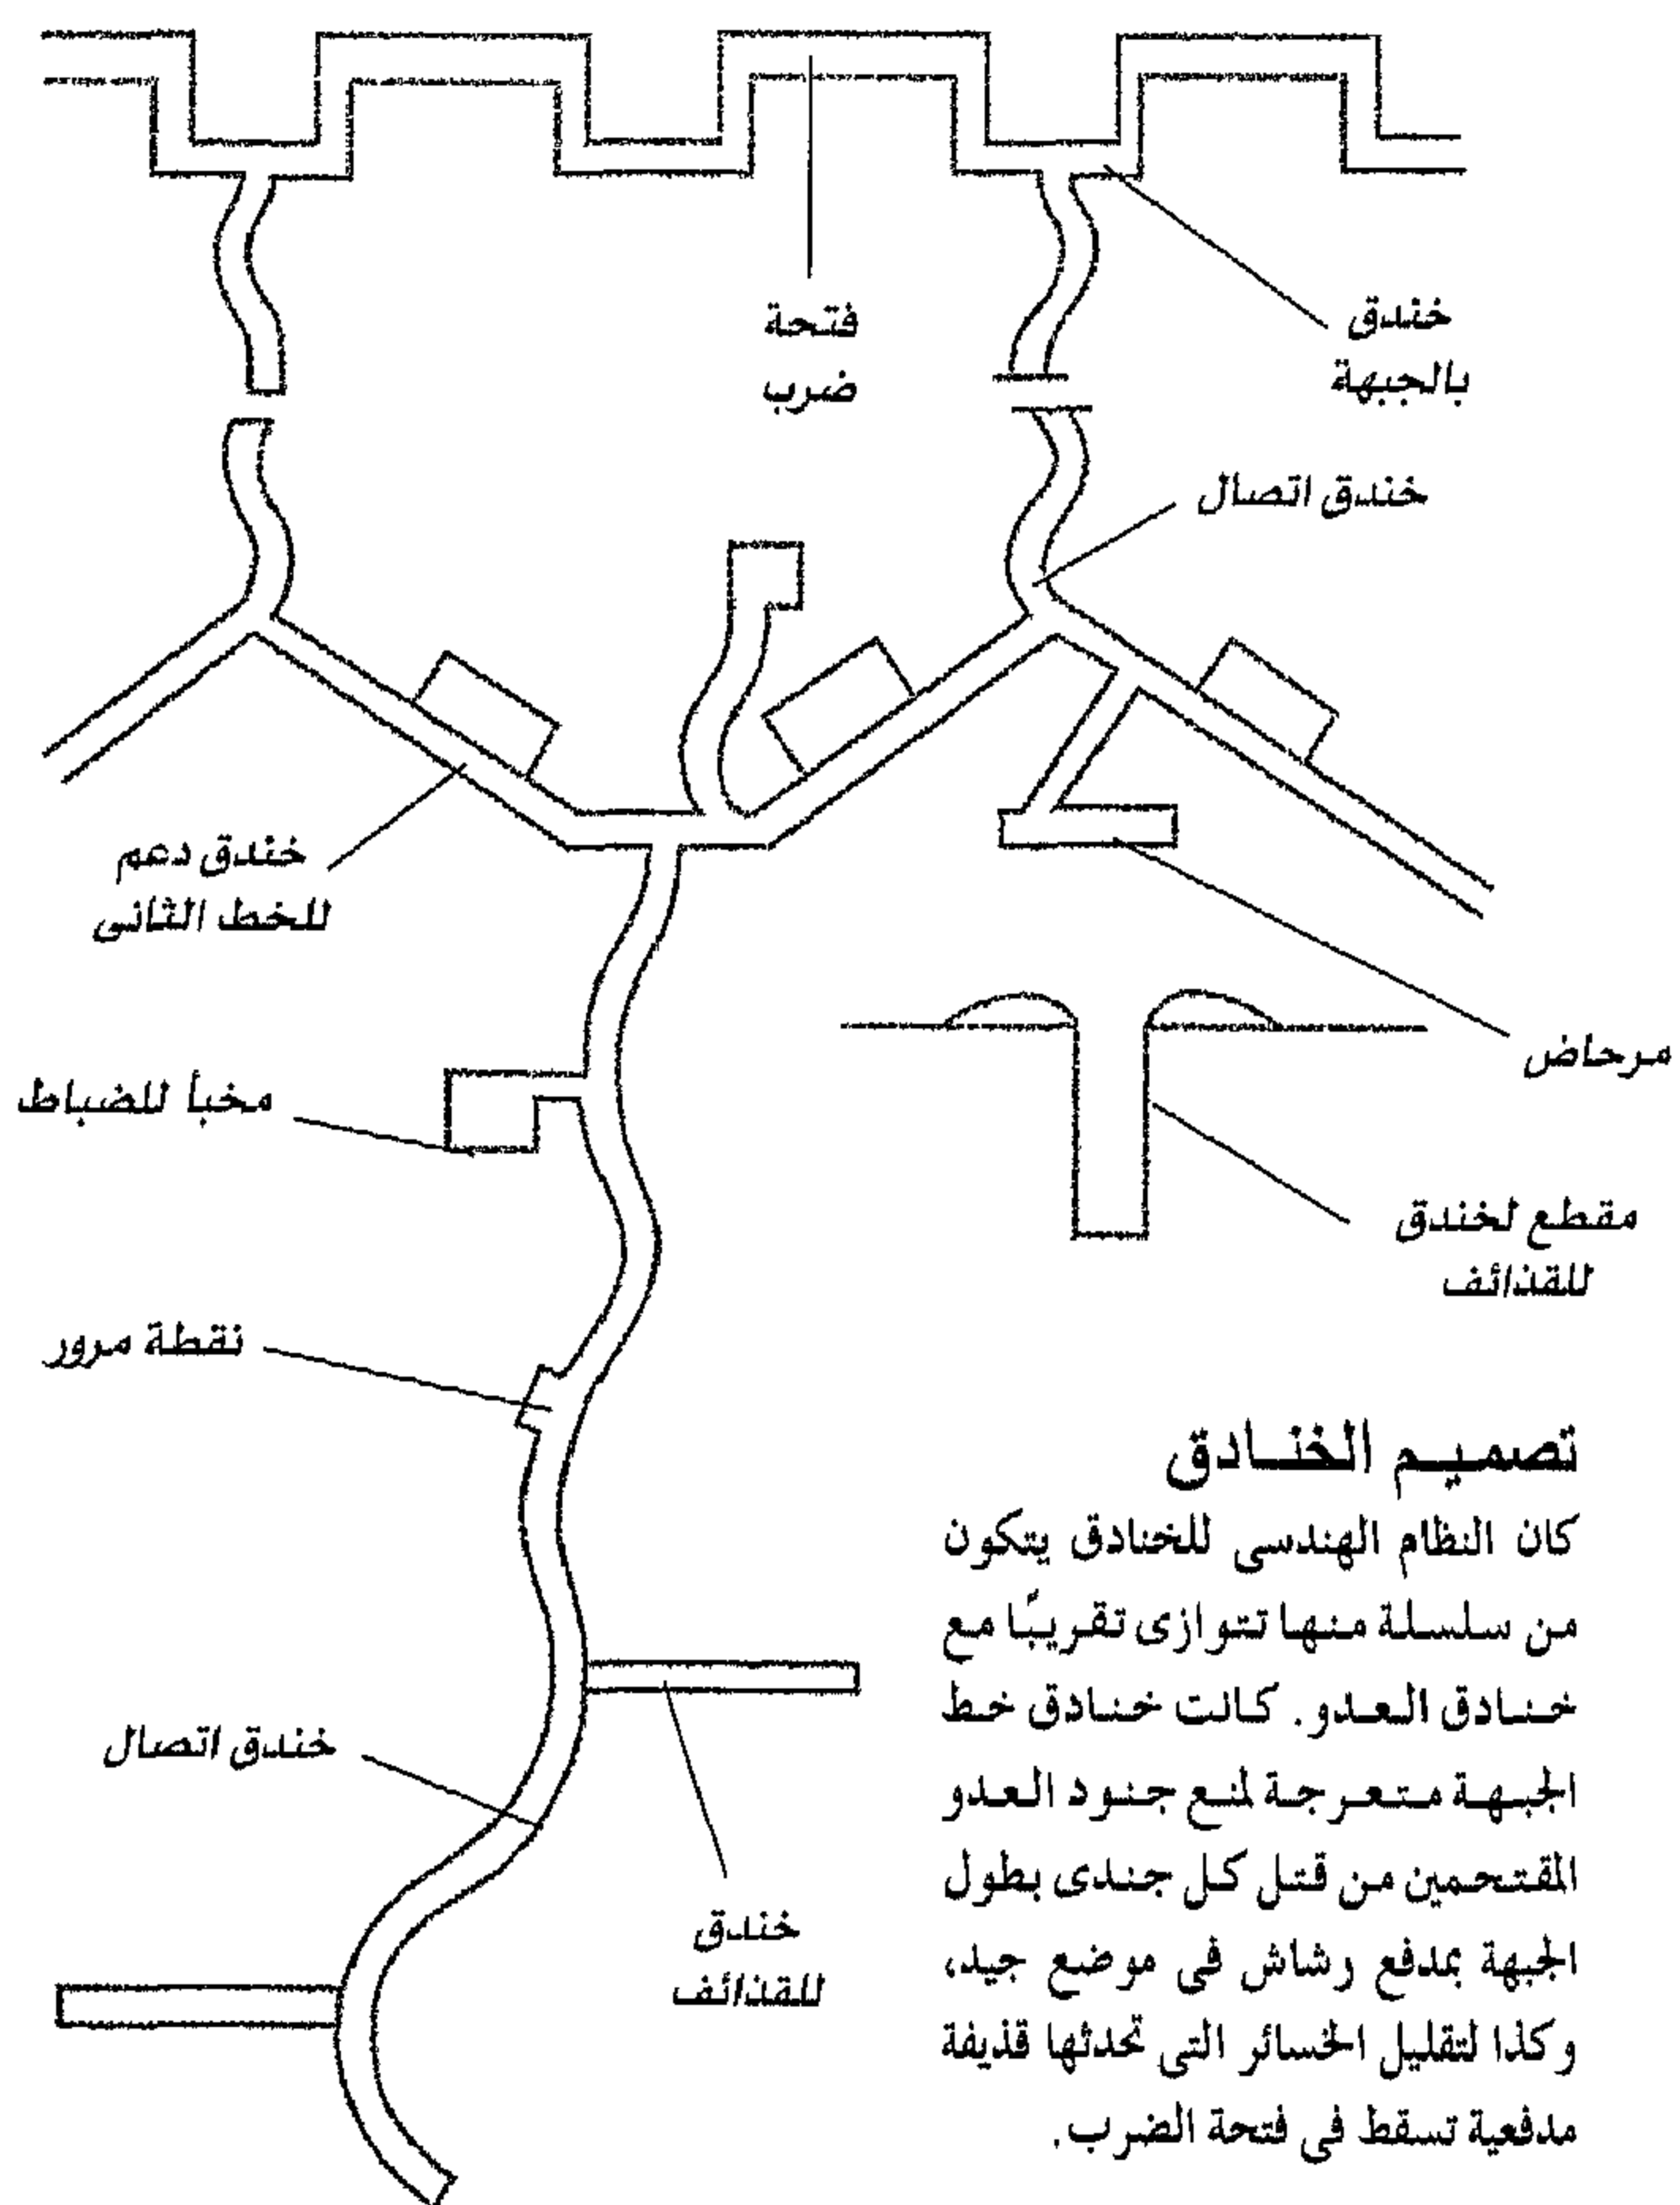 فتحة
ضرب
خندق
بالجبهة
خندق اتصال
خندق دعم
للخط الثانى
مرحاض
مخبأ للضباط
مقطع لخندق
للقذائف
نقطة مرور
خندق اتصال
خندق
للقذائف
تصميم الخنادق
كان النظام الهندسى للخنادق يتكون
من سلسلة منها تتوازى تقريبًا مع
خنادق العدو. كانت خنادق خط
الجبهة متعرجة لمنع جنود العدو
المقتحمين من قتل كل جندى بطول
الجبهة بمدفع رشاش فى موضع جيد،
وكذا لتقليل الخسائر التى تحدثها قذيفة
مدفعية تسقط فى فتحة الضرب.